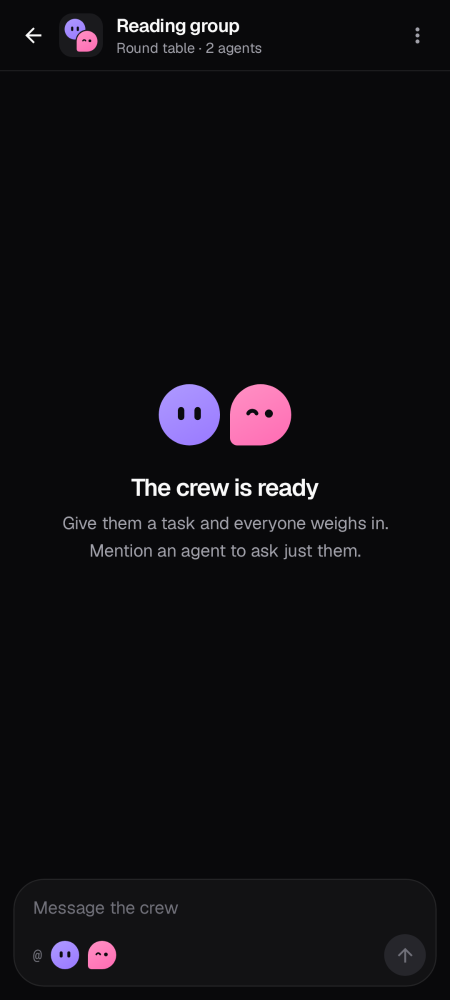 Reading group
Round table · 2 agents
The crew is ready
Give them a task and everyone weighs in.
Mention an agent to ask just them.
Message the crew
@